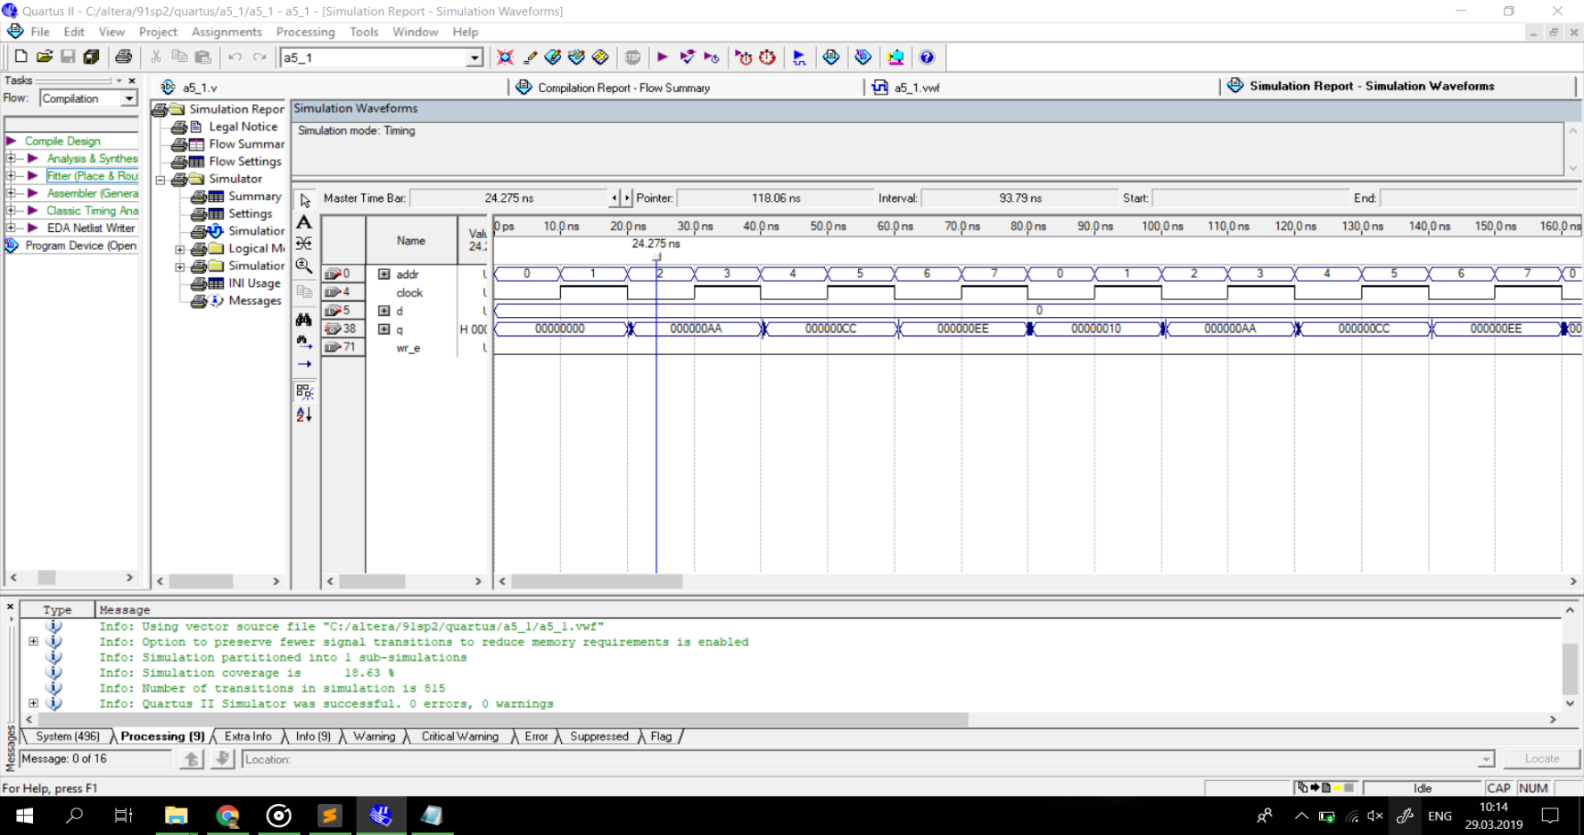 Quartus II - C:/altera/91sp2/quartus/a5_1/a5_1 - a5_1 - [Simulation Report - Simulation Waveforms]
File Edit View Project Assignments Processing Tools Window Help
a5_1
Tasks
Flow: Compilation
Compile Design
Analysis & Synthes
Fitter (Place & Rou
Assembler (Genera
Classic Timing Ana
EDA Netlist Writer
Program Device (Open
a5_1.v
Compilation Report - Flow Summary
a5_1.vwf
Simulation Report - Simulation Waveforms
Simulation Repor
Legal Notice
Flow Summar
Flow Settings
Simulator
Summary
Settings
Simulation
Logical M
Simulation
INI Usage
Messages
Simulation Waveforms
Simulation mode: Timing
Master Time Bar: 24.275 ns Pointer: 118.06 ns Interval: 93.79 ns Start: End:
Name
Valu
24.2
0 ps 10.0 ns 20.0 ns 30.0 ns 40.0 ns 50.0 ns 60.0 ns 70.0 ns 80.0 ns 90.0 ns 100.0 ns 110.0 ns 120.0 ns 130.0 ns 140.0 ns 150.0 ns 160.0 n
24.275 ns
0 addr 0 1 2 3 4 5 6 7 0 1 2 3 4 5 6 7 0
4 clock
5 d 0
38 q H 000 00000000 000000AA 000000CC 000000EE 00000010 000000AA 000000CC 000000EE 00
71 wr_e
Type Message
Info: Using vector source file "C:/altera/91sp2/quartus/a5_1/a5_1.vwf"
Info: Option to preserve fewer signal transitions to reduce memory requirements is enabled
Info: Simulation partitioned into 1 sub-simulations
Info: Simulation coverage is 18.63 %
Info: Number of transitions in simulation is 815
Info: Quartus II Simulator was successful. 0 errors, 0 warnings
System (496) Processing (9) Extra Info Info (9) Warning Critical Warning Error Suppressed Flag
Messages
Message: 0 of 16
Location:
Locate
For Help, press F1
Idle
CAP NUM
ENG
10:14
29.03.2019